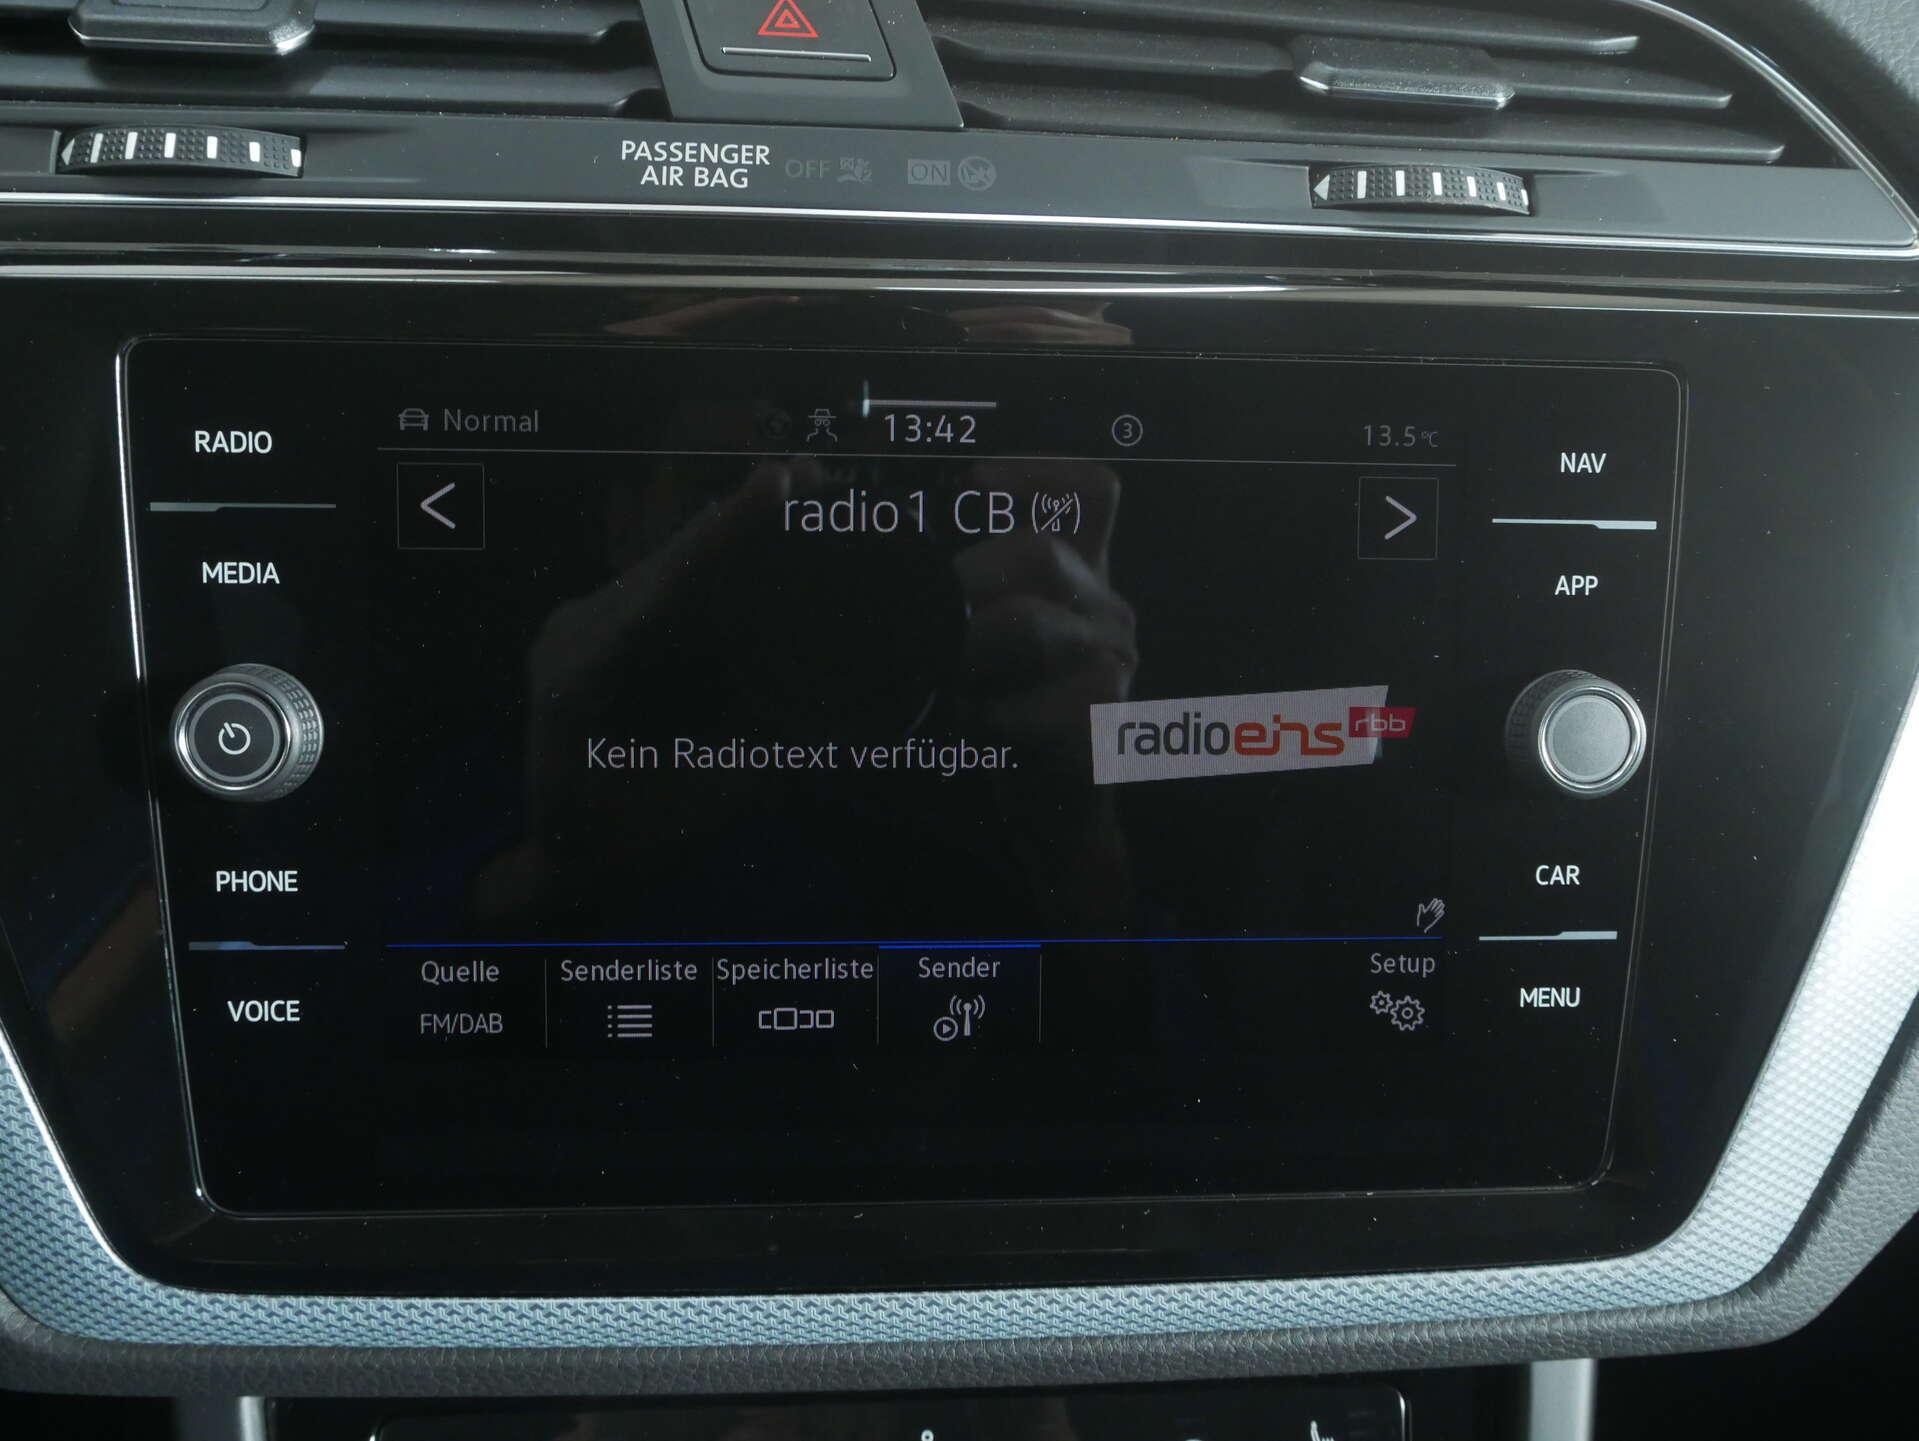 PASSENGER
AIR BAG
OFF
ON
RADIO
MEDIA
PHONE
VOICE
Normal
13:42
3
13.5 °C
<
radio1 CB
>
Kein Radiotext verfügbar.
radioeins rbb
Quelle
FM/DAB
Senderliste
Speicherliste
Sender
Setup
NAV
APP
CAR
MENU